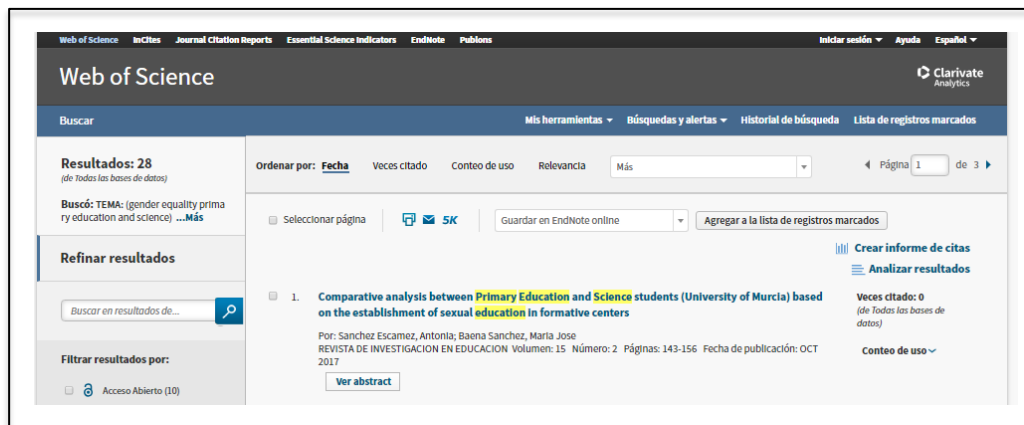 Web of Science InCites Journal Citation Reports Essential Science Indicators EndNote Publons Iniciar sesión Ayuda Español
Web of Science
Clarivate
Analytics
Buscar Mis herramientas Búsquedas y alertas Historial de búsqueda Lista de registros marcados
Resultados: 28
(de Todas las bases de datos)
Buscó: TEMA: (gender equality prima
ry education and science) ...Más
Ordenar por: Fecha Veces citado Conteo de uso Relevancia Más
Página 1 de 3
Seleccionar página 5K Guardar en EndNote online Agregar a la lista de registros marcados
Refinar resultados
Crear informe de citas
Analizar resultados
Buscar en resultados de...
Filtrar resultados por:
Acceso Abierto (10)
1. Comparative analysis between Primary Education and Science students (University of Murcia) based
on the establishment of sexual education in formative centers
Por: Sanchez Escamez, Antonia; Baena Sanchez, Maria Jose
REVISTA DE INVESTIGACION EN EDUCACION Volumen: 15 Número: 2 Páginas: 143-156 Fecha de publicación: OCT
2017
Ver abstract
Veces citado: 0
(de Todas las bases de
datos)
Conteo de uso